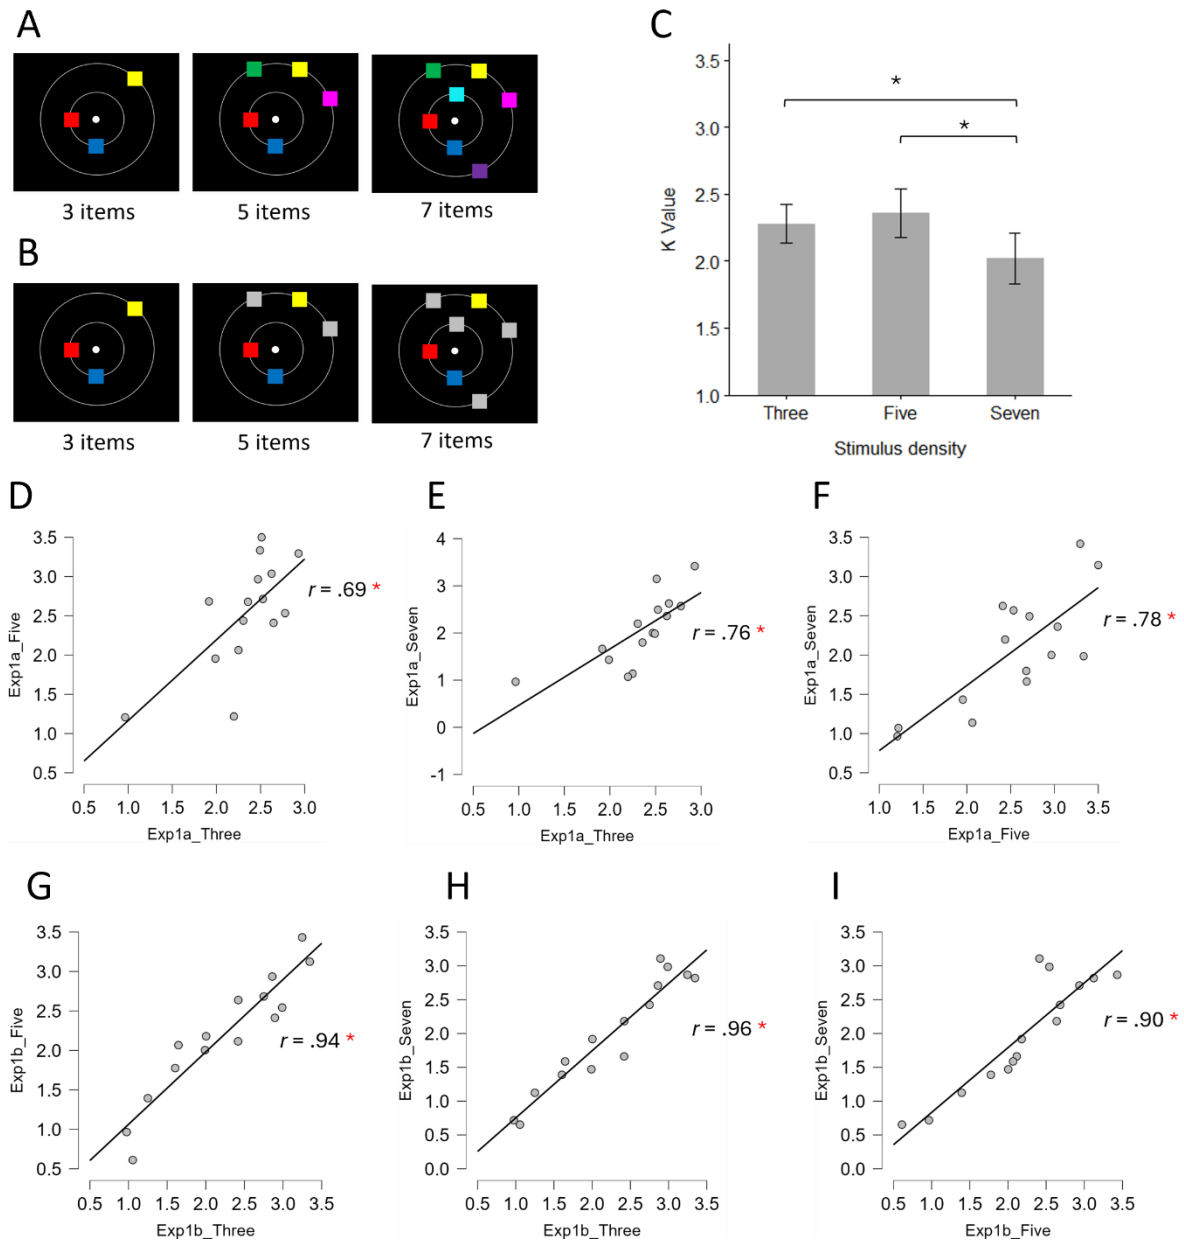 A
3 items
5 items
7 items
B
3 items
5 items
7 items
C
3.5
3.0
2.5
2.0
1.5
1.0
K Value
*
*
Three
Five
Seven
Stimulus density
D
3.5
3.0
2.5
2.0
1.5
1.0
0.5
Exp1a_Five
r = .69 *
0.5 1.0 1.5 2.0 2.5 3.0
Exp1a_Three
E
4
3
2
1
0
-1
Exp1a_Seven
r = .76 *
0.5 1.0 1.5 2.0 2.5 3.0
Exp1a_Three
F
3.5
3.0
2.5
2.0
1.5
1.0
0.5
Exp1a_Seven
r = .78 *
1.0 1.5 2.0 2.5 3.0 3.5
Exp1a_Five
G
3.5
3.0
2.5
2.0
1.5
1.0
0.5
Exp1b_Five
r = .94 *
0.5 1.0 1.5 2.0 2.5 3.0 3.5
Exp1b_Three
H
3.5
3.0
2.5
2.0
1.5
1.0
0.5
0.0
Exp1b_Seven
r = .96 *
0.5 1.0 1.5 2.0 2.5 3.0 3.5
Exp1b_Three
I
3.5
3.0
2.5
2.0
1.5
1.0
0.5
0.0
Exp1b_Seven
r = .90 *
0.5 1.0 1.5 2.0 2.5 3.0 3.5
Exp1b_Five